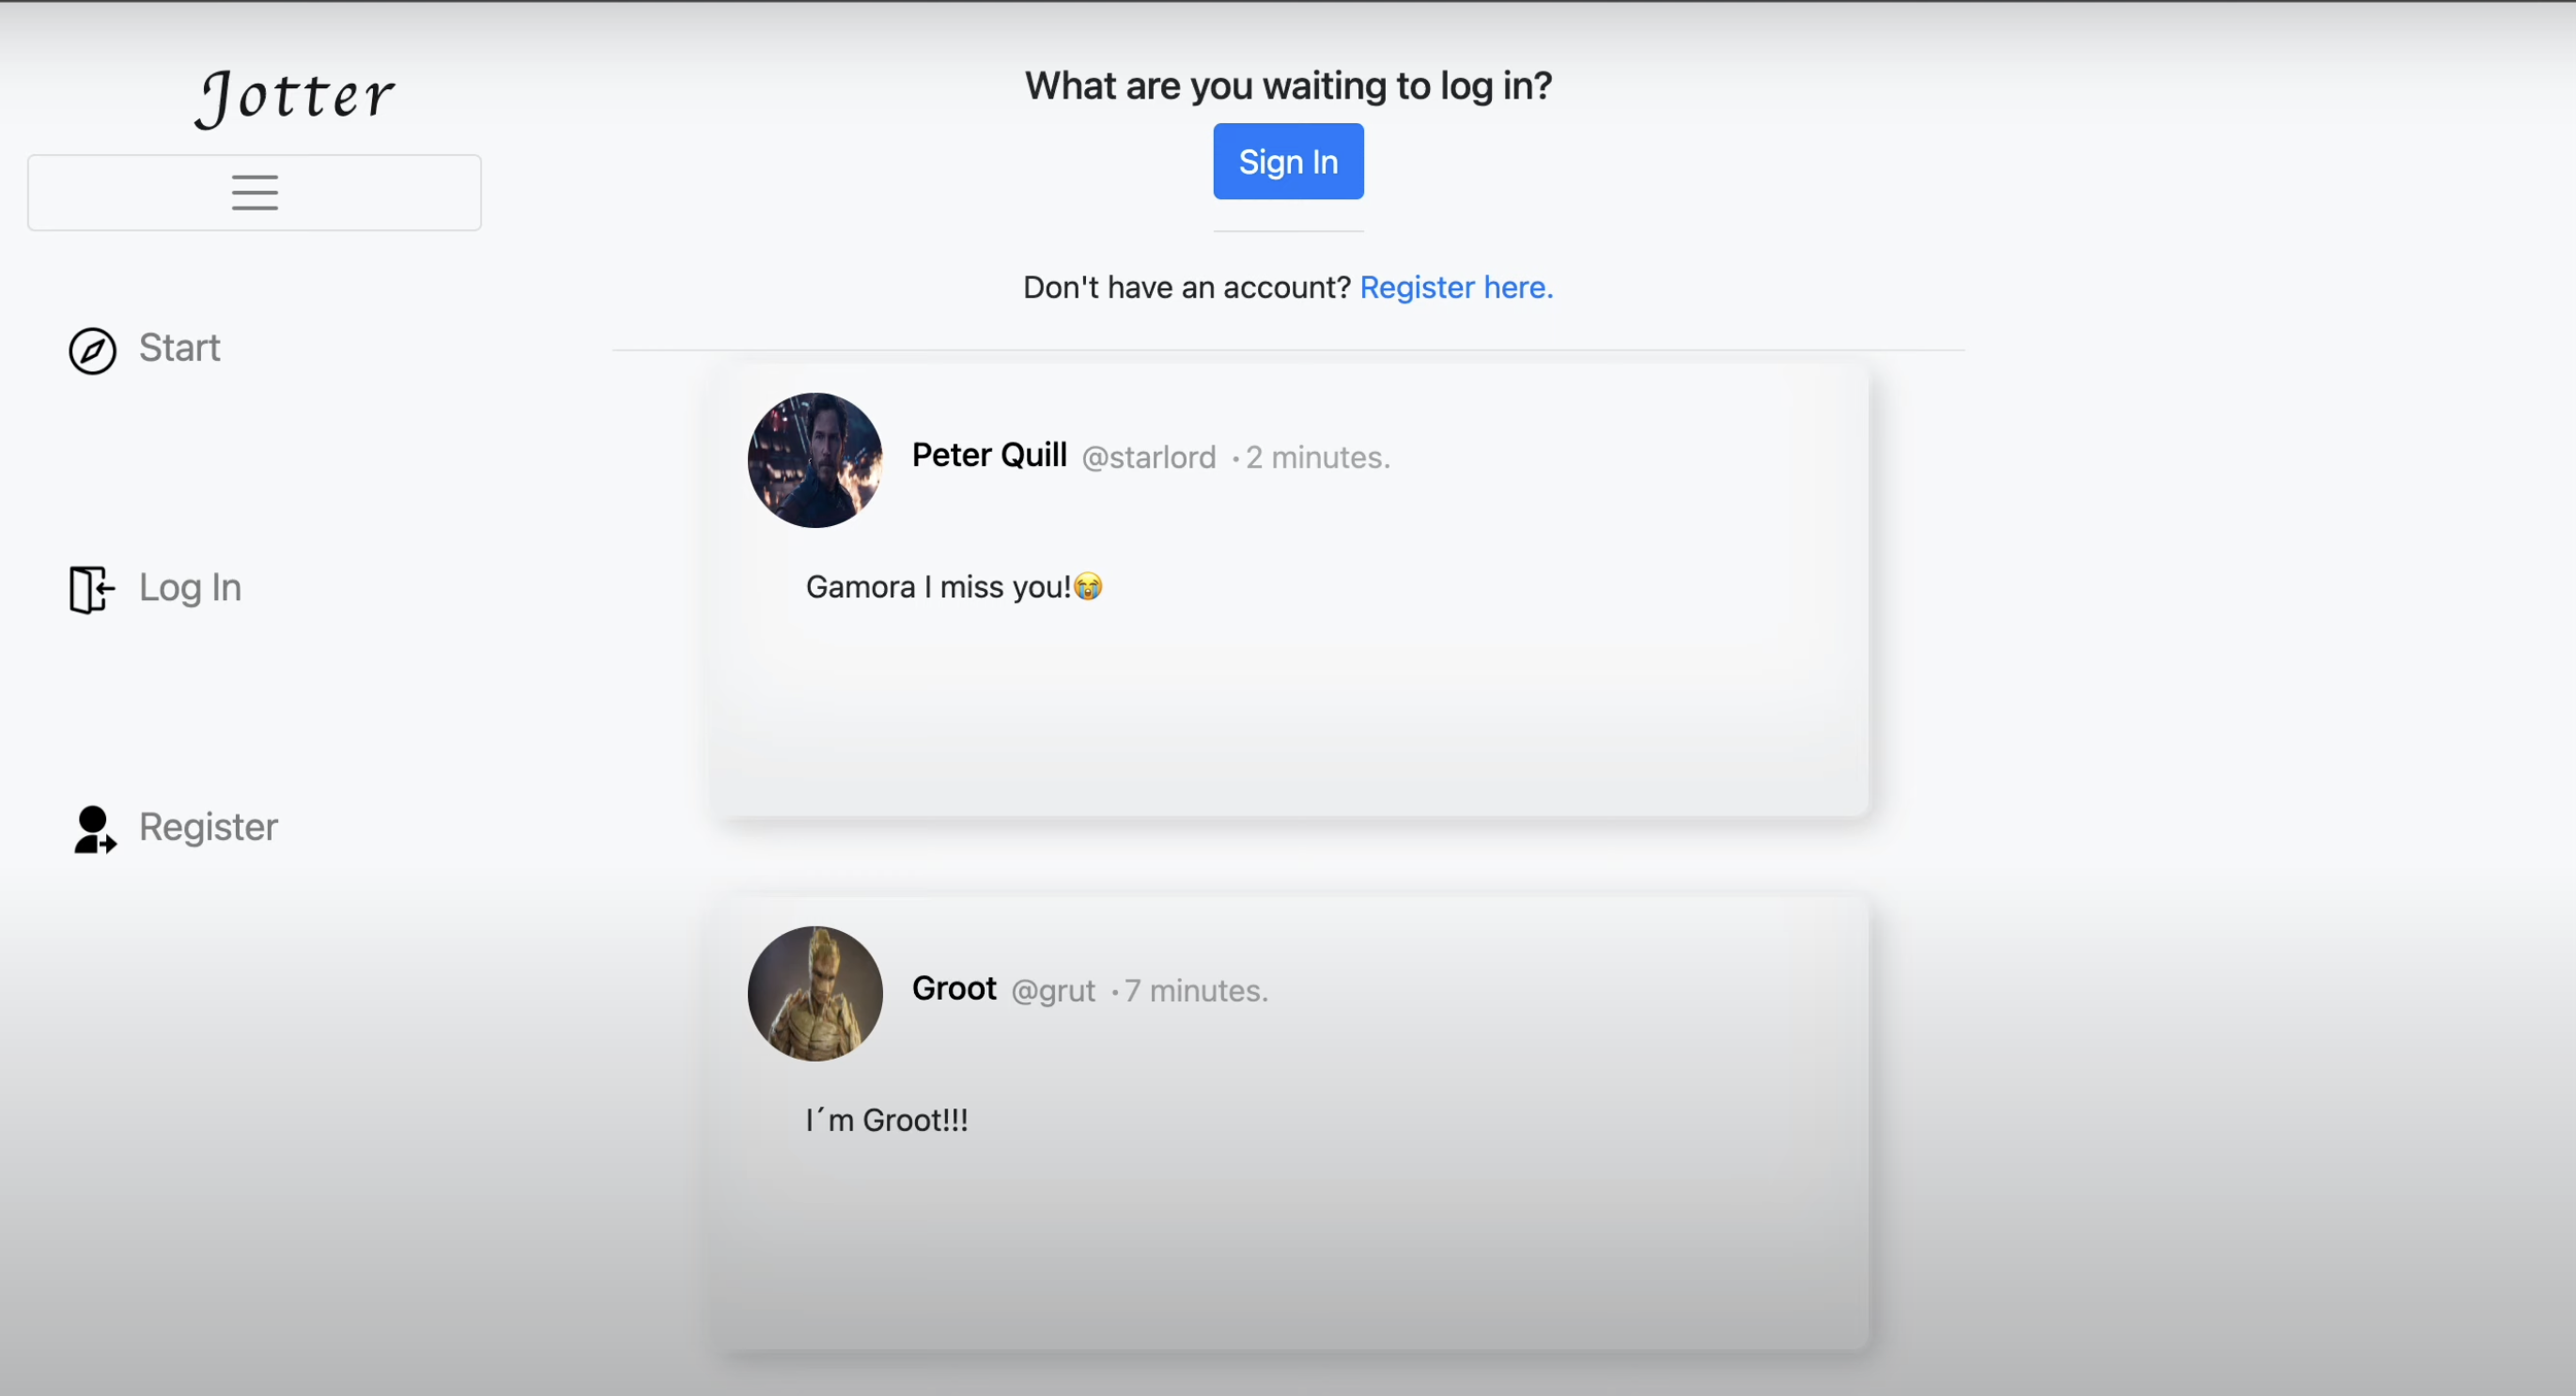 Jotter
What are you waiting to log in?
Sign In
Don't have an account? Register here.
Start
Log In
Register
Peter Quill @starlord · 2 minutes.
Gamora I miss you!😭
Groot @grut · 7 minutes.
I´m Groot!!!